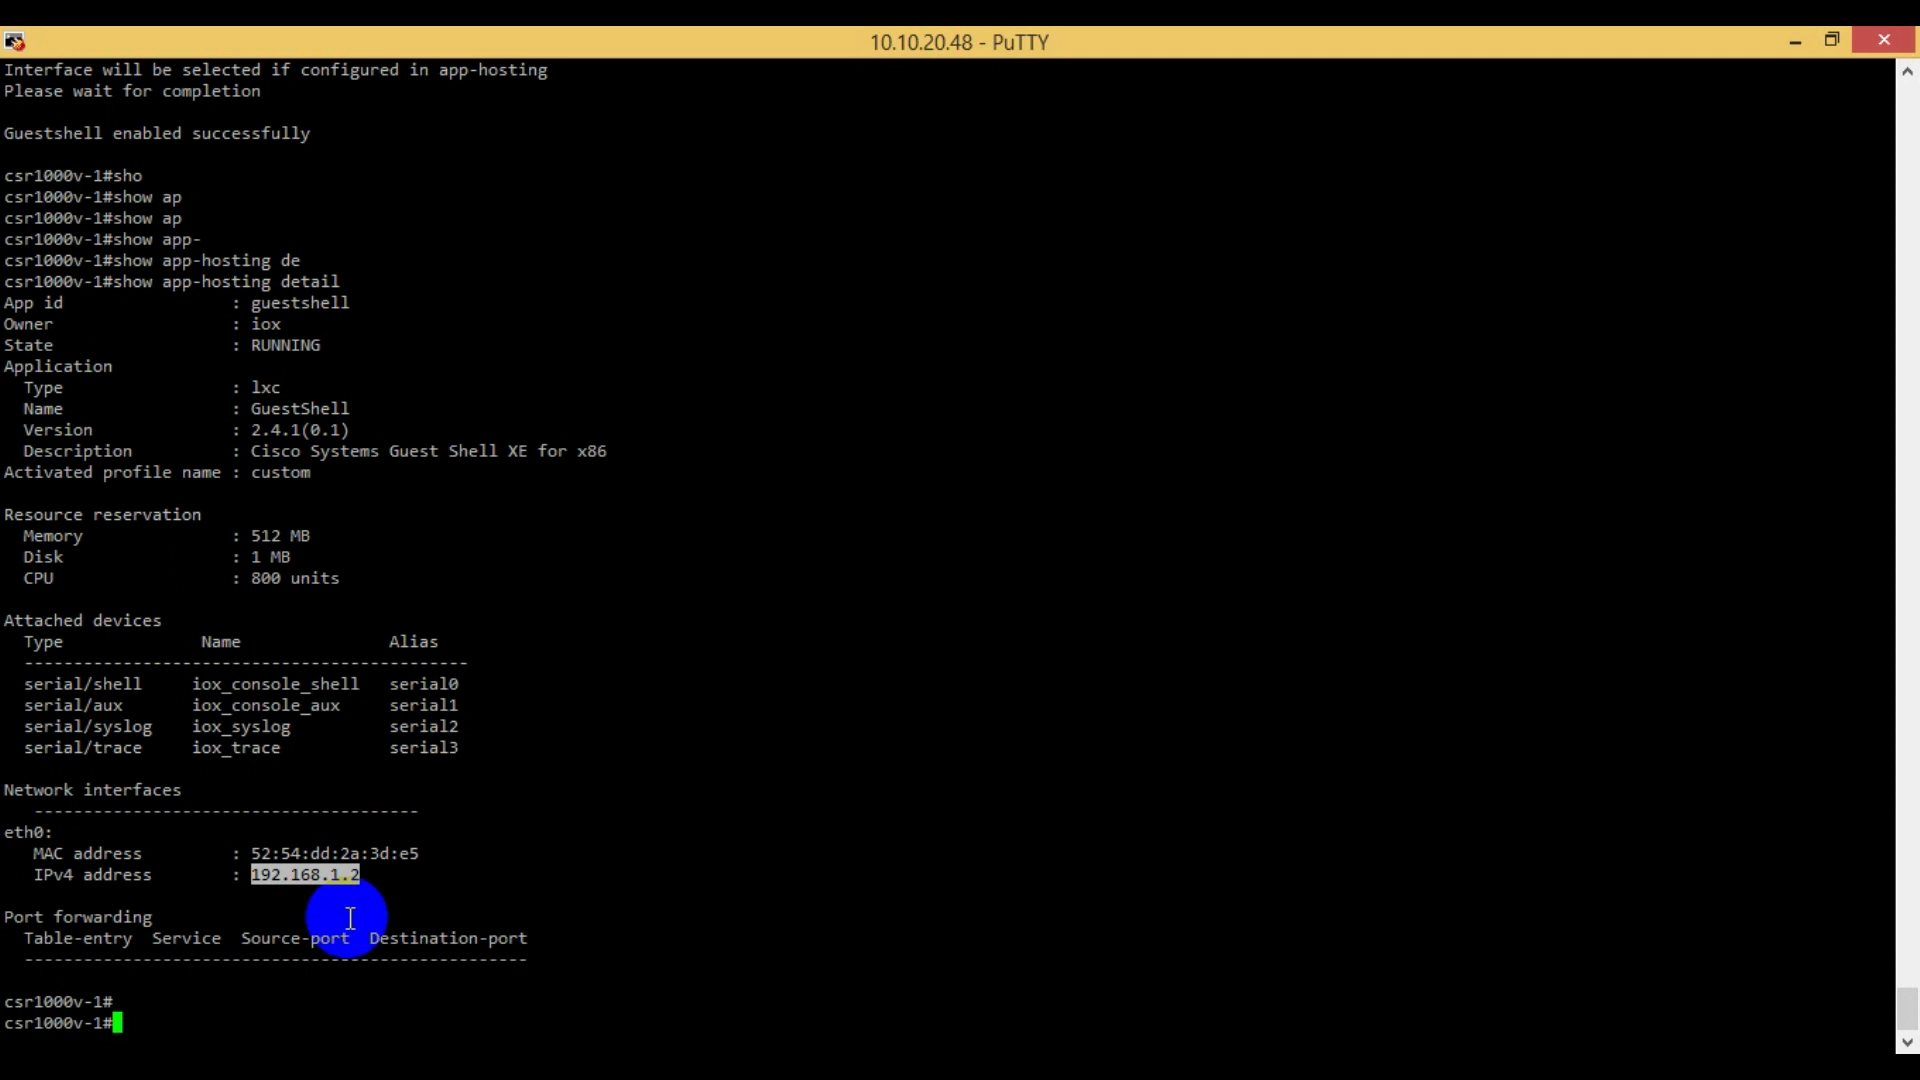 10.10.20.48 - PuTTY
Interface will be selected if configured in app-hosting
Please wait for completion
Guestshell enabled successfully
csr1000v-1#sho
csr1000v-1#show ap
csr1000v-1#show ap
csr1000v-1#show app-
csr1000v-1#show app-hosting de
csr1000v-1#show app-hosting detail
App id : guestshell
Owner : iox
State : RUNNING
Application
Type : lxc
Name : GuestShell
Version : 2.4.1(0.1)
Description : Cisco Systems Guest Shell XE for x86
Activated profile name : custom
Resource reservation
Memory : 512 MB
Disk : 1 MB
CPU : 800 units
Attached devices
Type Name Alias
---------------------------------------------
serial/shell iox_console_shell serial0
serial/aux iox_console_aux serial1
serial/syslog iox_syslog serial2
serial/trace iox_trace serial3
Network interfaces
---------------------------------------
eth0:
MAC address : 52:54:dd:2a:3d:e5
IPv4 address : 192.168.1.2
Port forwarding
Table-entry Service Source-port Destination-port
---------------------------------------------------
csr1000v-1#
csr1000v-1#